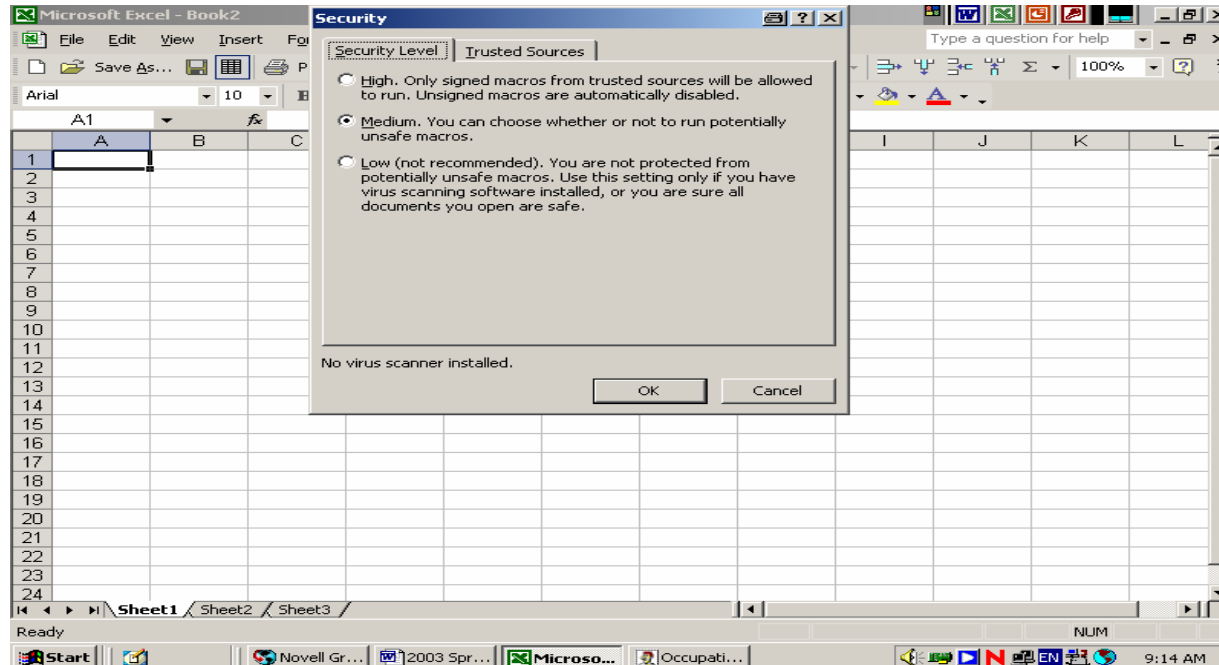 Microsoft Excel - Book2
Security
File Edit View Insert
Type a question for help
Save As...
100%
Arial
10
A1
fx
Security Level
Trusted Sources
High. Only signed macros from trusted sources will be allowed
to run. Unsigned macros are automatically disabled.
Medium. You can choose whether or not to run potentially
unsafe macros.
Low (not recommended). You are not protected from
potentially unsafe macros. Use this setting only if you have
virus scanning software installed, or you are sure all
documents you open are safe.
No virus scanner installed.
OK
Cancel
A B C I J K L
1
2
3
4
5
6
7
8
9
10
11
12
13
14
15
16
17
18
19
20
21
22
23
24
Sheet1 Sheet2 Sheet3
Ready
NUM
Start
Novell Gr...
2003 Spr...
Microso...
Occupati...
EN
9:14 AM